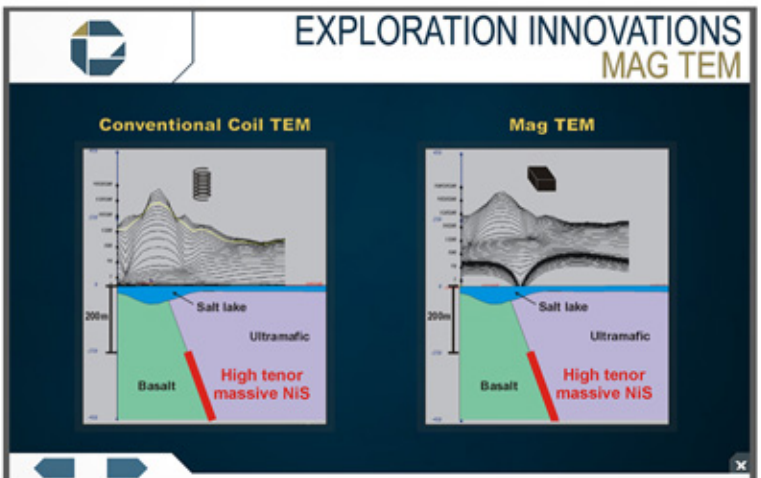 EXPLORATION INNOVATIONS
MAG TEM
Conventional Coil TEM
Mag TEM
Salt lake
200m
Ultramafic
Basalt
High tenor
massive NiS
Salt lake
200m
Ultramafic
Basalt
High tenor
massive NiS